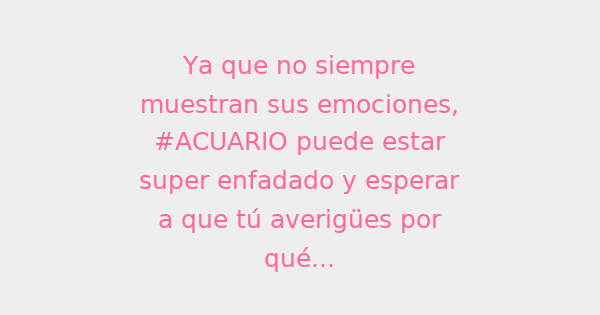 Ya que no siempre
muestran sus emociones,
#ACUARIO puede estar
super enfadado y esperar
a que tú averigües por
qué...